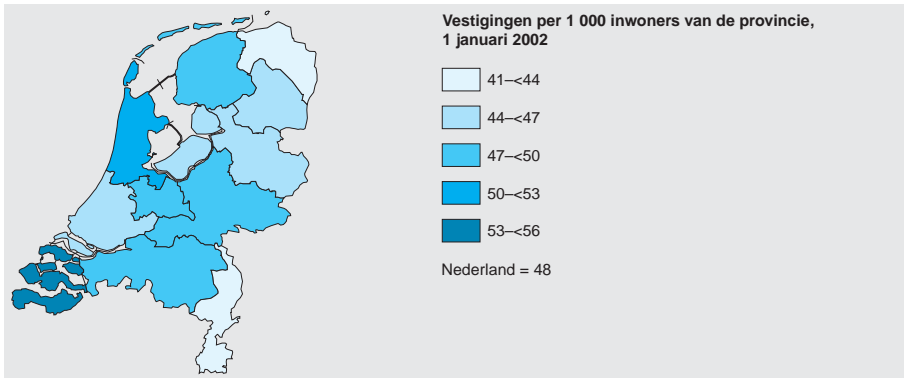 Vestigingen per 1 000 inwoners van de provincie,
1 januari 2002
41–<44
44–<47
47–<50
50–<53
53–<56
Nederland = 48